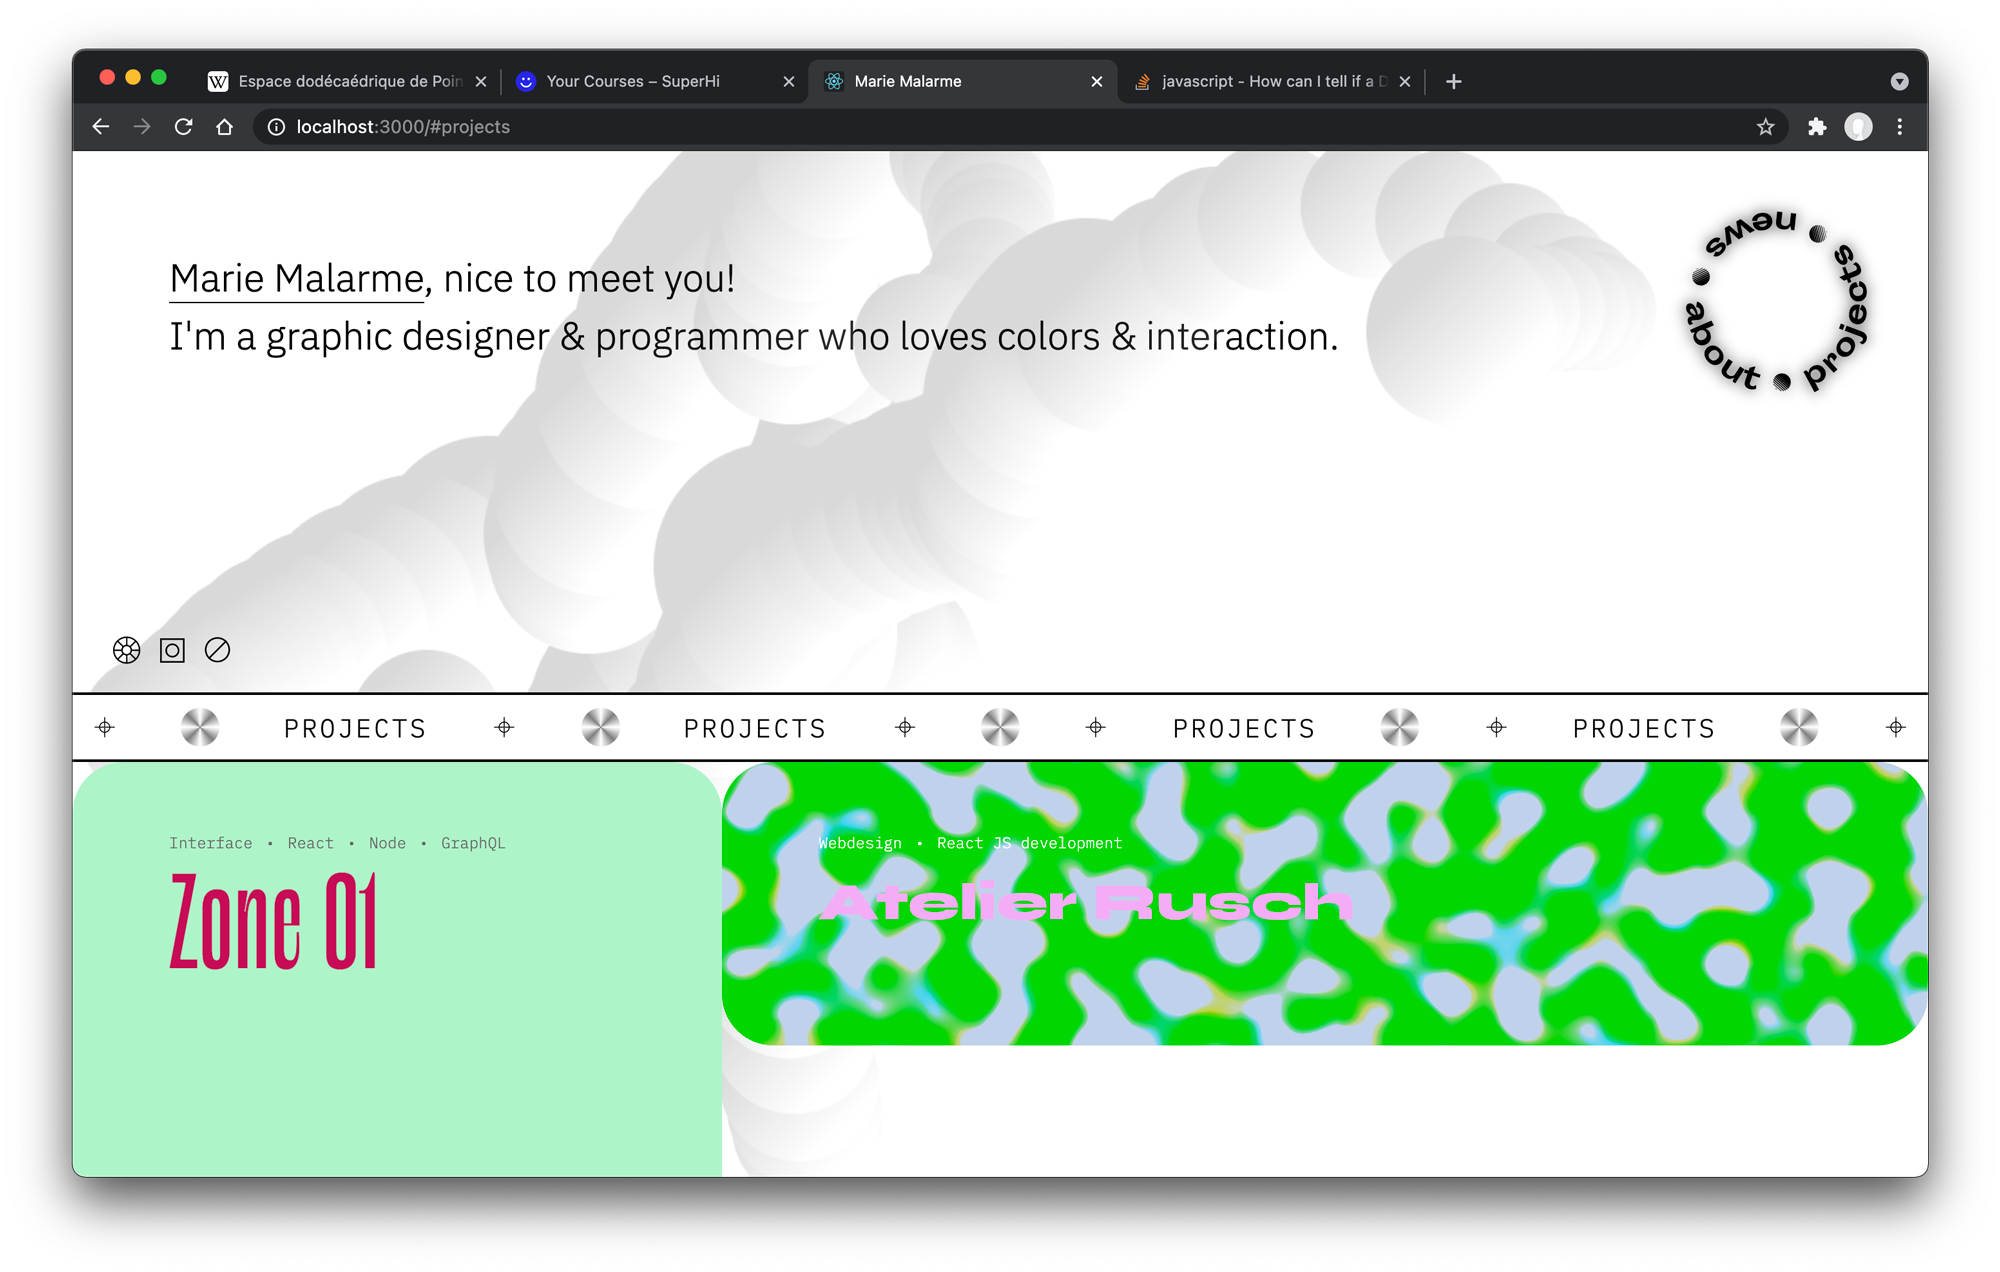 W Espace dodécaédrique de Poin
Your Courses – SuperHi
Marie Malarme
javascript - How can I tell if a D
localhost:3000/#projects
Marie Malarme, nice to meet you!
I'm a graphic designer & programmer who loves colors & interaction.
news • projects • about •
PROJECTS PROJECTS PROJECTS PROJECTS
Interface • React • Node • GraphQL
Zone 01
Webdesign • React JS development
Atelier Rusch